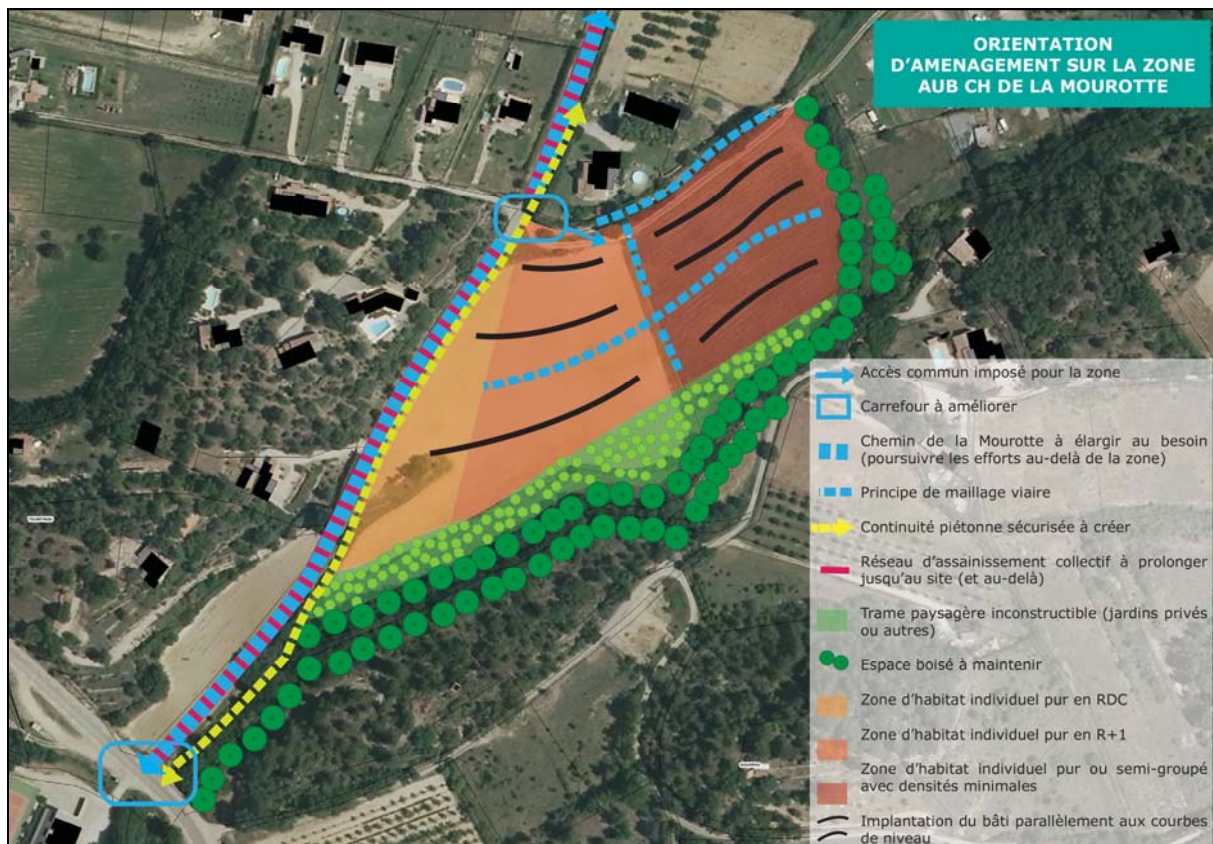 ORIENTATION
D'AMENAGEMENT SUR LA ZONE
AUB CH DE LA MOUROTTE
Accès commun imposé pour la zone
Carrefour à améliorer
Chemin de la Mourotte à élargir au besoin
(poursuivre les efforts au-delà de la zone)
Principe de maillage viaire
Continuité piétonne sécurisée à créer
Réseau d'assainissement collectif à prolonger
jusqu'au site (et au-delà)
Trame paysagère inconstructible (jardins privés
ou autres)
Espace boisé à maintenir
Zone d'habitat individuel pur en RDC
Zone d'habitat individuel pur en R+1
Zone d'habitat individuel pur ou semi-groupé
avec densités minimales
Implantation du bâti parallèlement aux courbes
de niveau